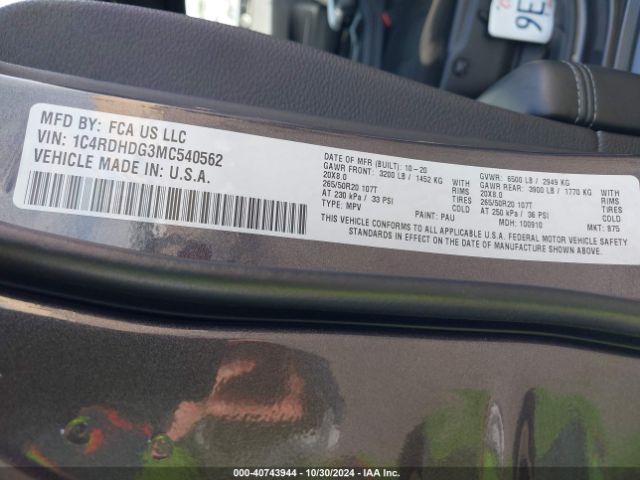 9E
36
MFD BY: FCA US LLC
VIN: 1C4RDHDG3MC540562
VEHICLE MADE IN: U.S.A.
DATE OF MFR (BUILT): 10-20
GAWR FRONT: 3200 LB / 1452 KG WITH
20X8.0 RIMS
265/50R20 107T TIRES
AT 230 kPa / 33 PSI COLD
TYPE: MPV PAINT: PAU
GVWR: 6500 LB / 2949 KG
GAWR REAR: 3900 LB / 1770 KG WITH
20X8.0 RIMS
265/50R20 107T TIRES
AT 250 kPa / 36 PSI COLD
MDH: 100910 MKT: 875
THIS VEHICLE CONFORMS TO ALL APPLICABLE U.S.A. FEDERAL MOTOR VEHICLE SAFETY
STANDARDS IN EFFECT ON THE DATE OF MANUFACTURE SHOWN ABOVE.
000-40743944 | 10/30/2024 | IAA Inc.